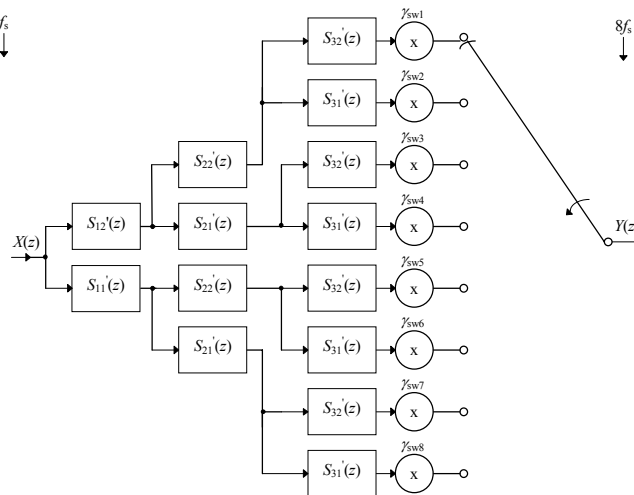 fs
8fs
γsw1
S32'(z)
x
γsw2
S31'(z)
x
γsw3
S22'(z)
S32'(z)
x
γsw4
S12'(z)
S21'(z)
S31'(z)
x
X(z)
Y(z
γsw5
S11'(z)
S22'(z)
S32'(z)
x
γsw6
S21'(z)
S31'(z)
x
γsw7
S32'(z)
x
γsw8
S31'(z)
x